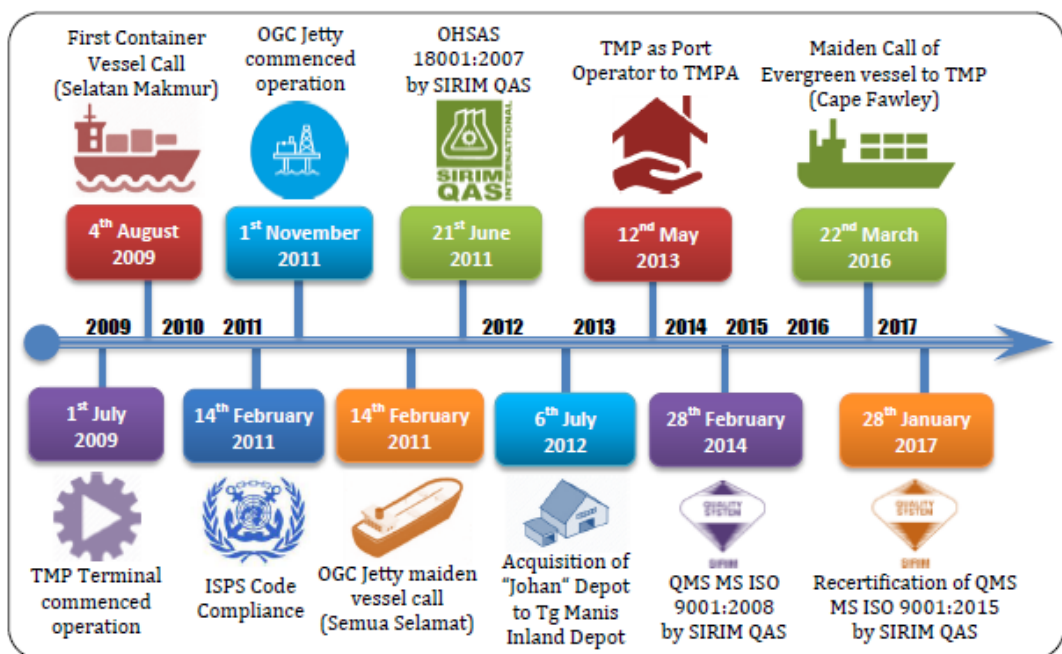 First Container
Vessel Call
(Selatan Makmur)
OGC Jetty
commenced
operation
OHSAS
18001:2007
by SIRIM QAS
TMP as Port
Operator to TMPA
Maiden Call of
Evergreen vessel to TMP
(Cape Fawley)
SIRIM
QAS
INTERNATIONAL
4th August
2009
1st November
2011
21st June
2011
12nd May
2013
22nd March
2016
2009 2010 2011 2012 2013 2014 2015 2016 2017
1st July
2009
14th February
2011
14th February
2011
6th July
2012
28th February
2014
28th January
2017
TMP Terminal
commenced
operation
ISPS Code
Compliance
OGC Jetty maiden
vessel call
(Semua Selamat)
Acquisition of
"Johan" Depot
to Tg Manis
Inland Depot
QUALITY
SYSTEM
SIRIM
QMS MS ISO
9001:2008
by SIRIM QAS
QUALITY
SYSTEM
SIRIM
Recertification of QMS
MS ISO 9001:2015
by SIRIM QAS